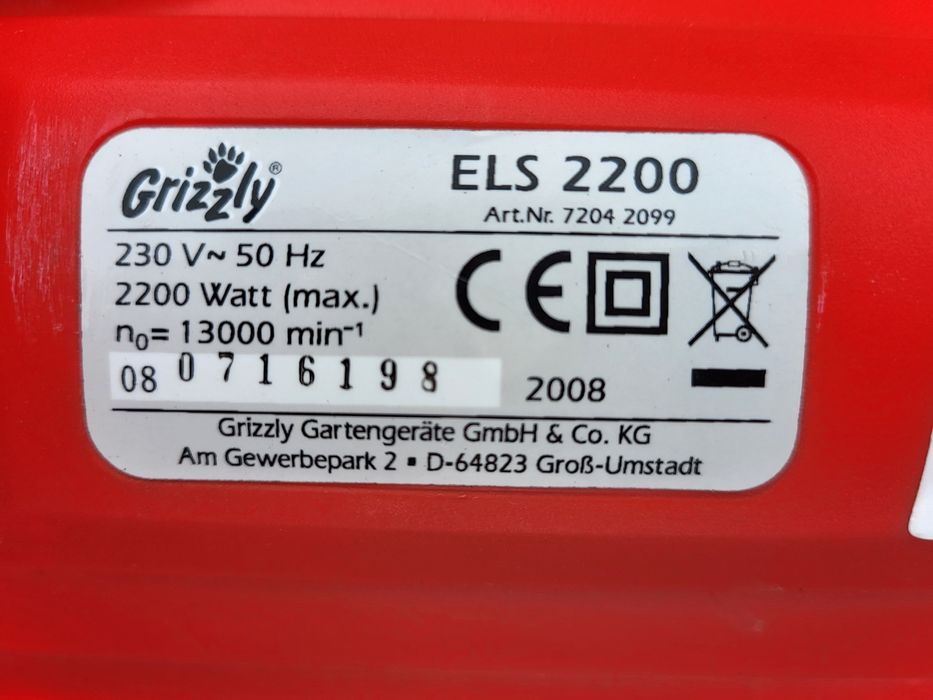 Grizzly®
ELS 2200
Art.Nr. 7204 2099
230 V~ 50 Hz
2200 Watt (max.)
n₀= 13000 min⁻¹
08 0716198
2008
CE
Grizzly Gartengeräte GmbH & Co. KG
Am Gewerbepark 2 ▪ D-64823 Groß-Umstadt